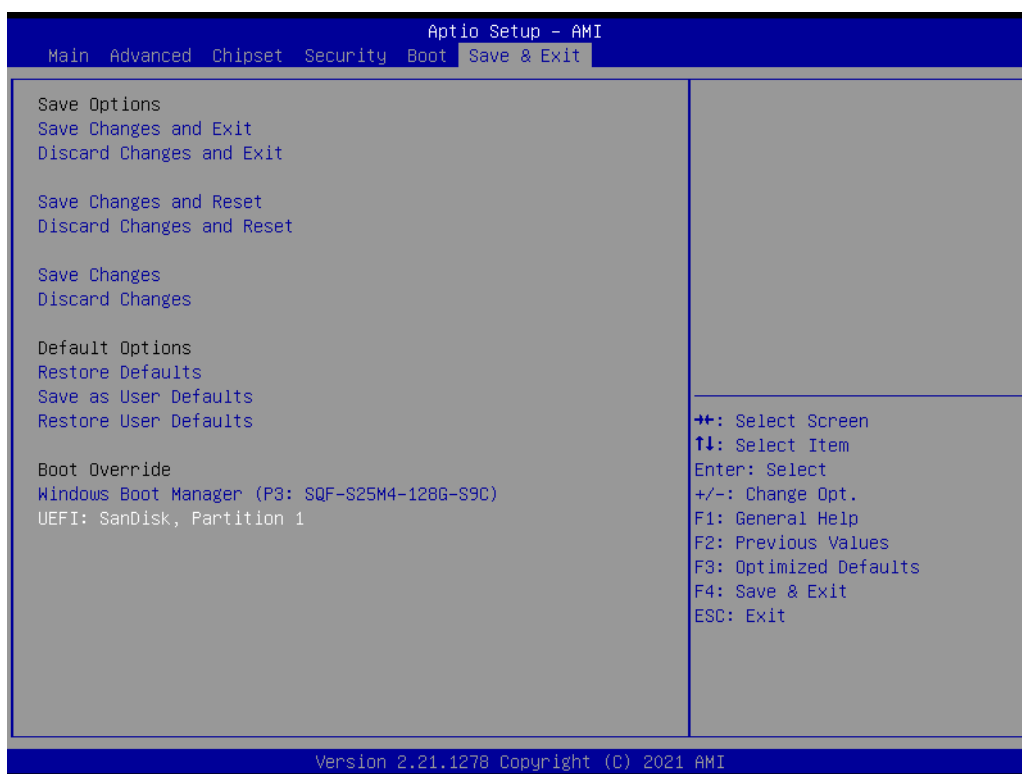 Aptio Setup – AMI
Main Advanced Chipset Security Boot Save & Exit
Save Options
Save Changes and Exit
Discard Changes and Exit
Save Changes and Reset
Discard Changes and Reset
Save Changes
Discard Changes
Default Options
Restore Defaults
Save as User Defaults
Restore User Defaults
Boot Override
Windows Boot Manager (P3: SQF-S25M4-128G-S9C)
UEFI: SanDisk, Partition 1
→←: Select Screen
↑↓: Select Item
Enter: Select
+/-: Change Opt.
F1: General Help
F2: Previous Values
F3: Optimized Defaults
F4: Save & Exit
ESC: Exit
Version 2.21.1278 Copyright (C) 2021 AMI